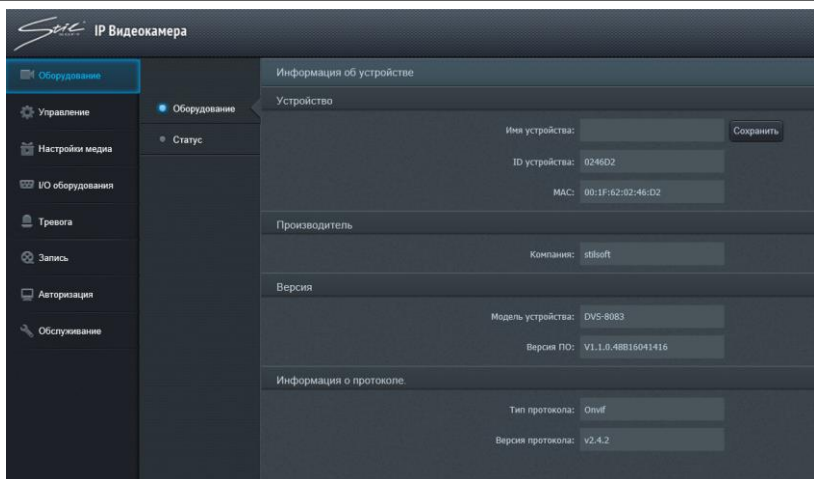 Stil SOFT IP Видеокамера
Оборудование
Управление
Настройки медиа
I/O оборудования
Тревога
Запись
Авторизация
Обслуживание
Оборудование
Статус
Информация об устройстве
Устройство
Имя устройства: Сохранить
ID устройства: 0246D2
MAC: 00:1F:62:02:46:D2
Производитель
Компания: stilsoft
Версия
Модель устройства: DVS-8083
Версия ПО: V1.1.0.48B16041416
Информация о протоколе
Тип протокола: Onvif
Версия протокола: v2.4.2